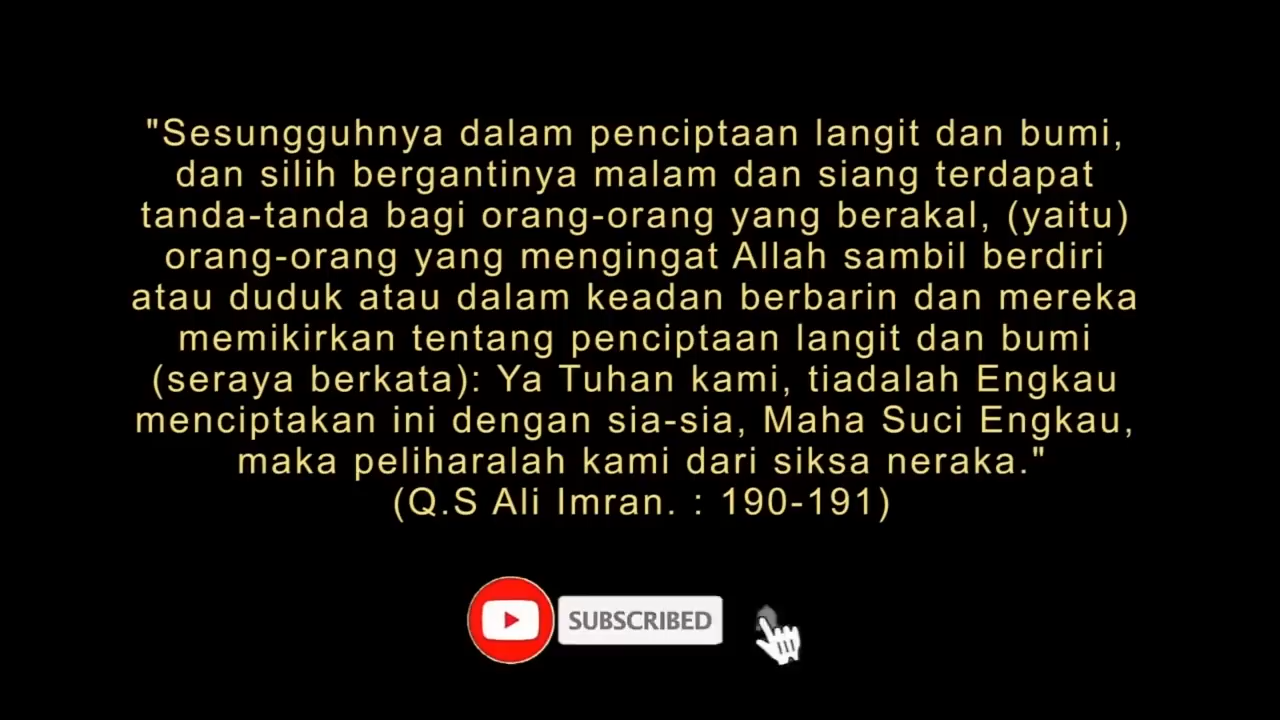 "Sesungguhnya dalam penciptaan langit dan bumi,
dan silih bergantinya malam dan siang terdapat
tanda-tanda bagi orang-orang yang berakal, (yaitu)
orang-orang yang mengingat Allah sambil berdiri
atau duduk atau dalam keadan berbarin dan mereka
memikirkan tentang penciptaan langit dan bumi
(seraya berkata): Ya Tuhan kami, tiadalah Engkau
menciptakan ini dengan sia-sia, Maha Suci Engkau,
maka peliharalah kami dari siksa neraka."
(Q.S Ali Imran. : 190-191)
SUBSCRIBED